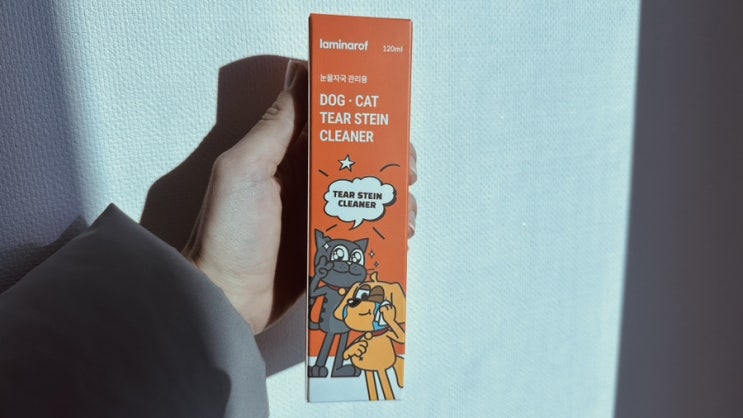 laminarof
120ml
눈물자국 관리용
DOG · CAT
TEAR STEIN
CLEANER
TEAR STEIN
CLEANER